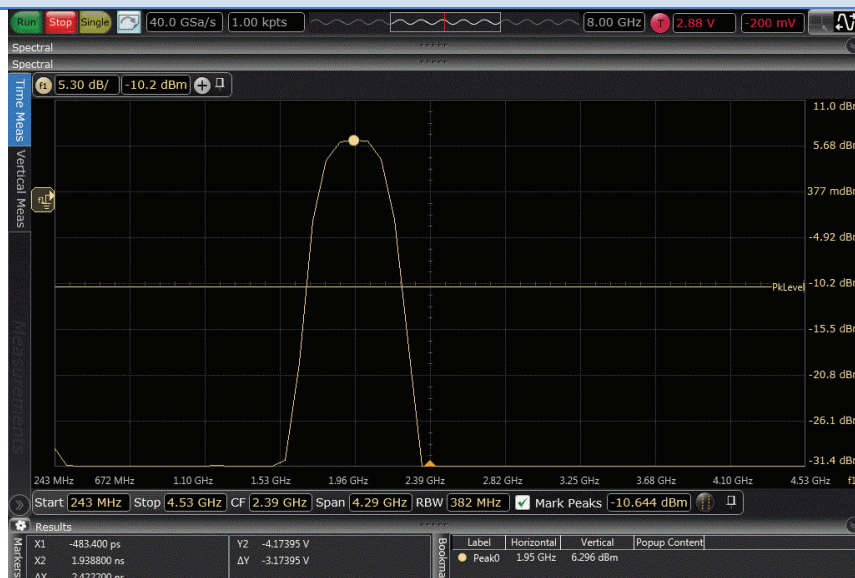 Run Stop Single 40.0 GSa/s 1.00 kpts 8.00 GHz T 2.88 V -200 mV
Spectral
Spectral
f1 5.30 dB/ -10.2 dBm
Time Meas
Vertical Meas
Measurements
11.0 dBm
5.68 dBm
377 mdBm
-4.92 dBm
-10.2 dBm
PkLevel
-15.5 dBm
-20.8 dBm
-26.1 dBm
-31.4 dBm
243 MHz 672 MHz 1.10 GHz 1.53 GHz 1.96 GHz 2.39 GHz 2.82 GHz 3.25 GHz 3.68 GHz 4.10 GHz 4.53 GHz f1
Start 243 MHz Stop 4.53 GHz CF 2.39 GHz Span 4.29 GHz RBW 382 MHz Mark Peaks -10.644 dBm
Results
Markers
X1 -483.400 ps Y2 -4.17395 V
X2 1.938800 ns ΔY -3.17395 V
ΔX 2.422200 ns
Bookma
Label Horizontal Vertical Popup Content
Peak0 1.95 GHz 6.296 dBm